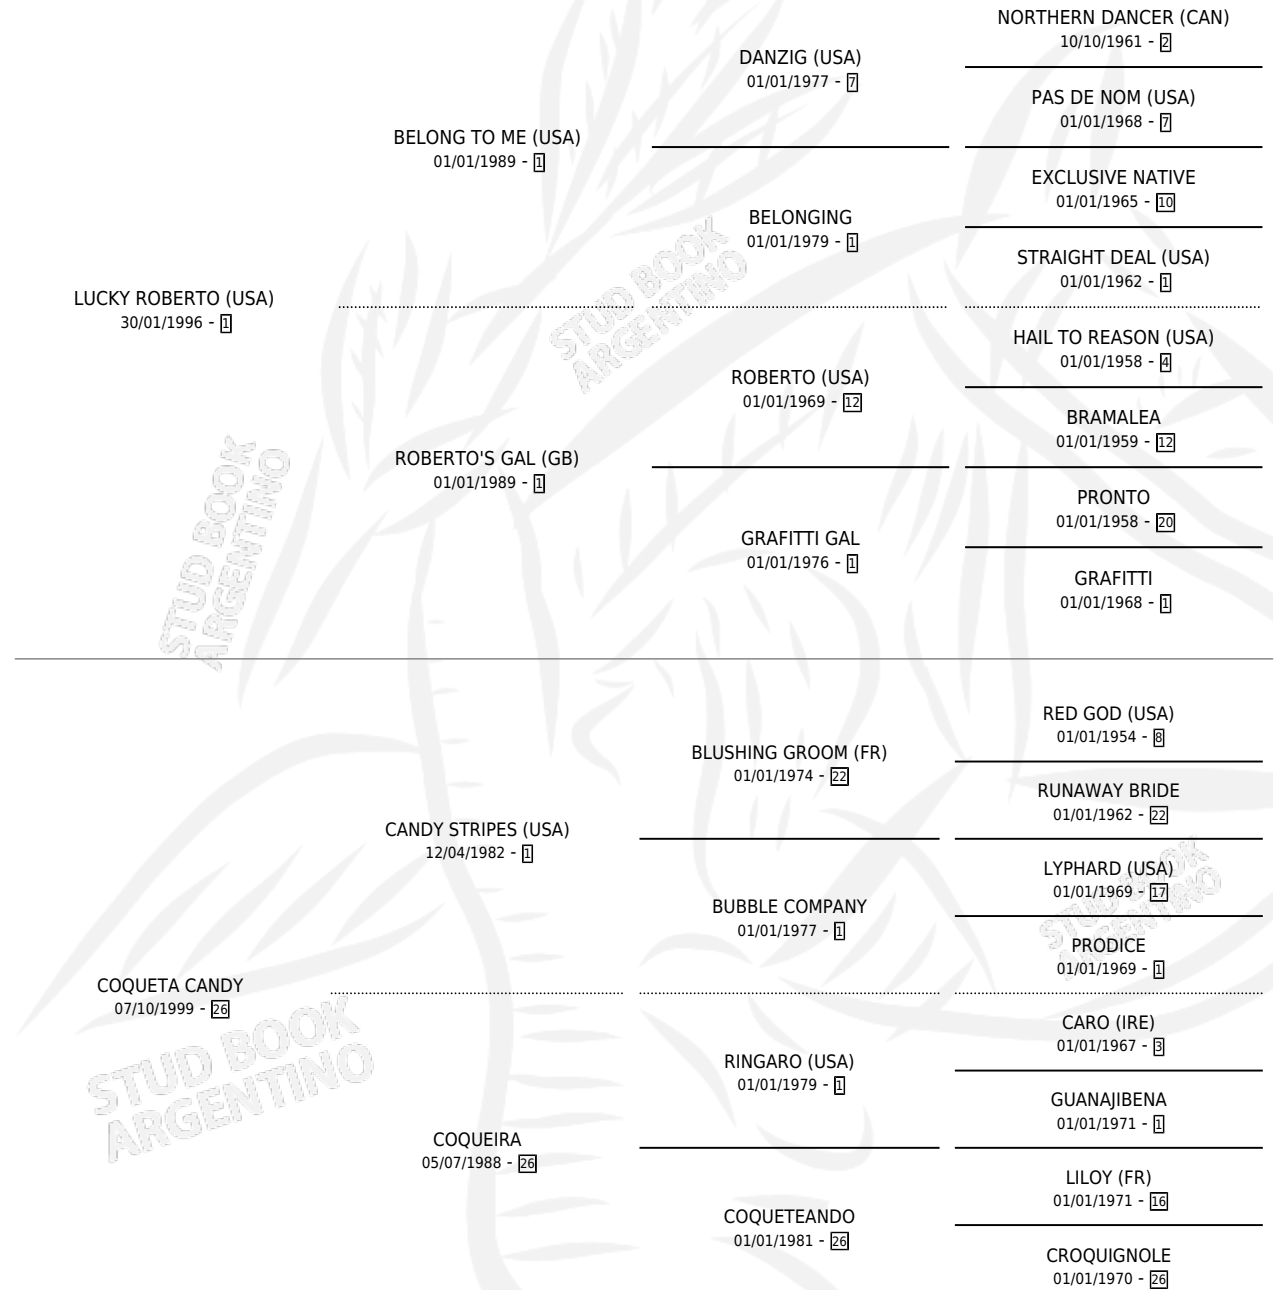 NORTHERN DANCER (CAN)
10/10/1961 - 2
DANZIG (USA)
01/01/1977 - 7
PAS DE NOM (USA)
01/01/1968 - 7
BELONG TO ME (USA)
01/01/1989 - 1
EXCLUSIVE NATIVE
01/01/1965 - 10
BELONGING
01/01/1979 - 1
STRAIGHT DEAL (USA)
01/01/1962 - 1
LUCKY ROBERTO (USA)
30/01/1996 - 1
STUD BOOK
ARGENTINO
HAIL TO REASON (USA)
01/01/1958 - 4
ROBERTO (USA)
01/01/1969 - 12
BRAMALEA
01/01/1959 - 12
ROBERTO'S GAL (GB)
01/01/1989 - 1
PRONTO
01/01/1958 - 20
GRAFITTI GAL
01/01/1976 - 1
GRAFITTI
01/01/1968 - 1
STUD BOOK
ARGENTINO
RED GOD (USA)
01/01/1954 - 8
BLUSHING GROOM (FR)
01/01/1974 - 22
RUNAWAY BRIDE
01/01/1962 - 22
CANDY STRIPES (USA)
12/04/1982 - 1
LYPHARD (USA)
01/01/1969 - 17
BUBBLE COMPANY
01/01/1977 - 1
STUD BOOK
ARGENTINO
PRODICE
01/01/1969 - 1
COQUETA CANDY
07/10/1999 - 26
STUD BOOK
ARGENTINO
CARO (IRE)
01/01/1967 - 3
RINGARO (USA)
01/01/1979 - 1
GUANAJIBENA
01/01/1971 - 1
COQUEIRA
05/07/1988 - 26
LILOY (FR)
01/01/1971 - 16
COQUETEANDO
01/01/1981 - 26
CROQUIGNOLE
01/01/1970 - 26